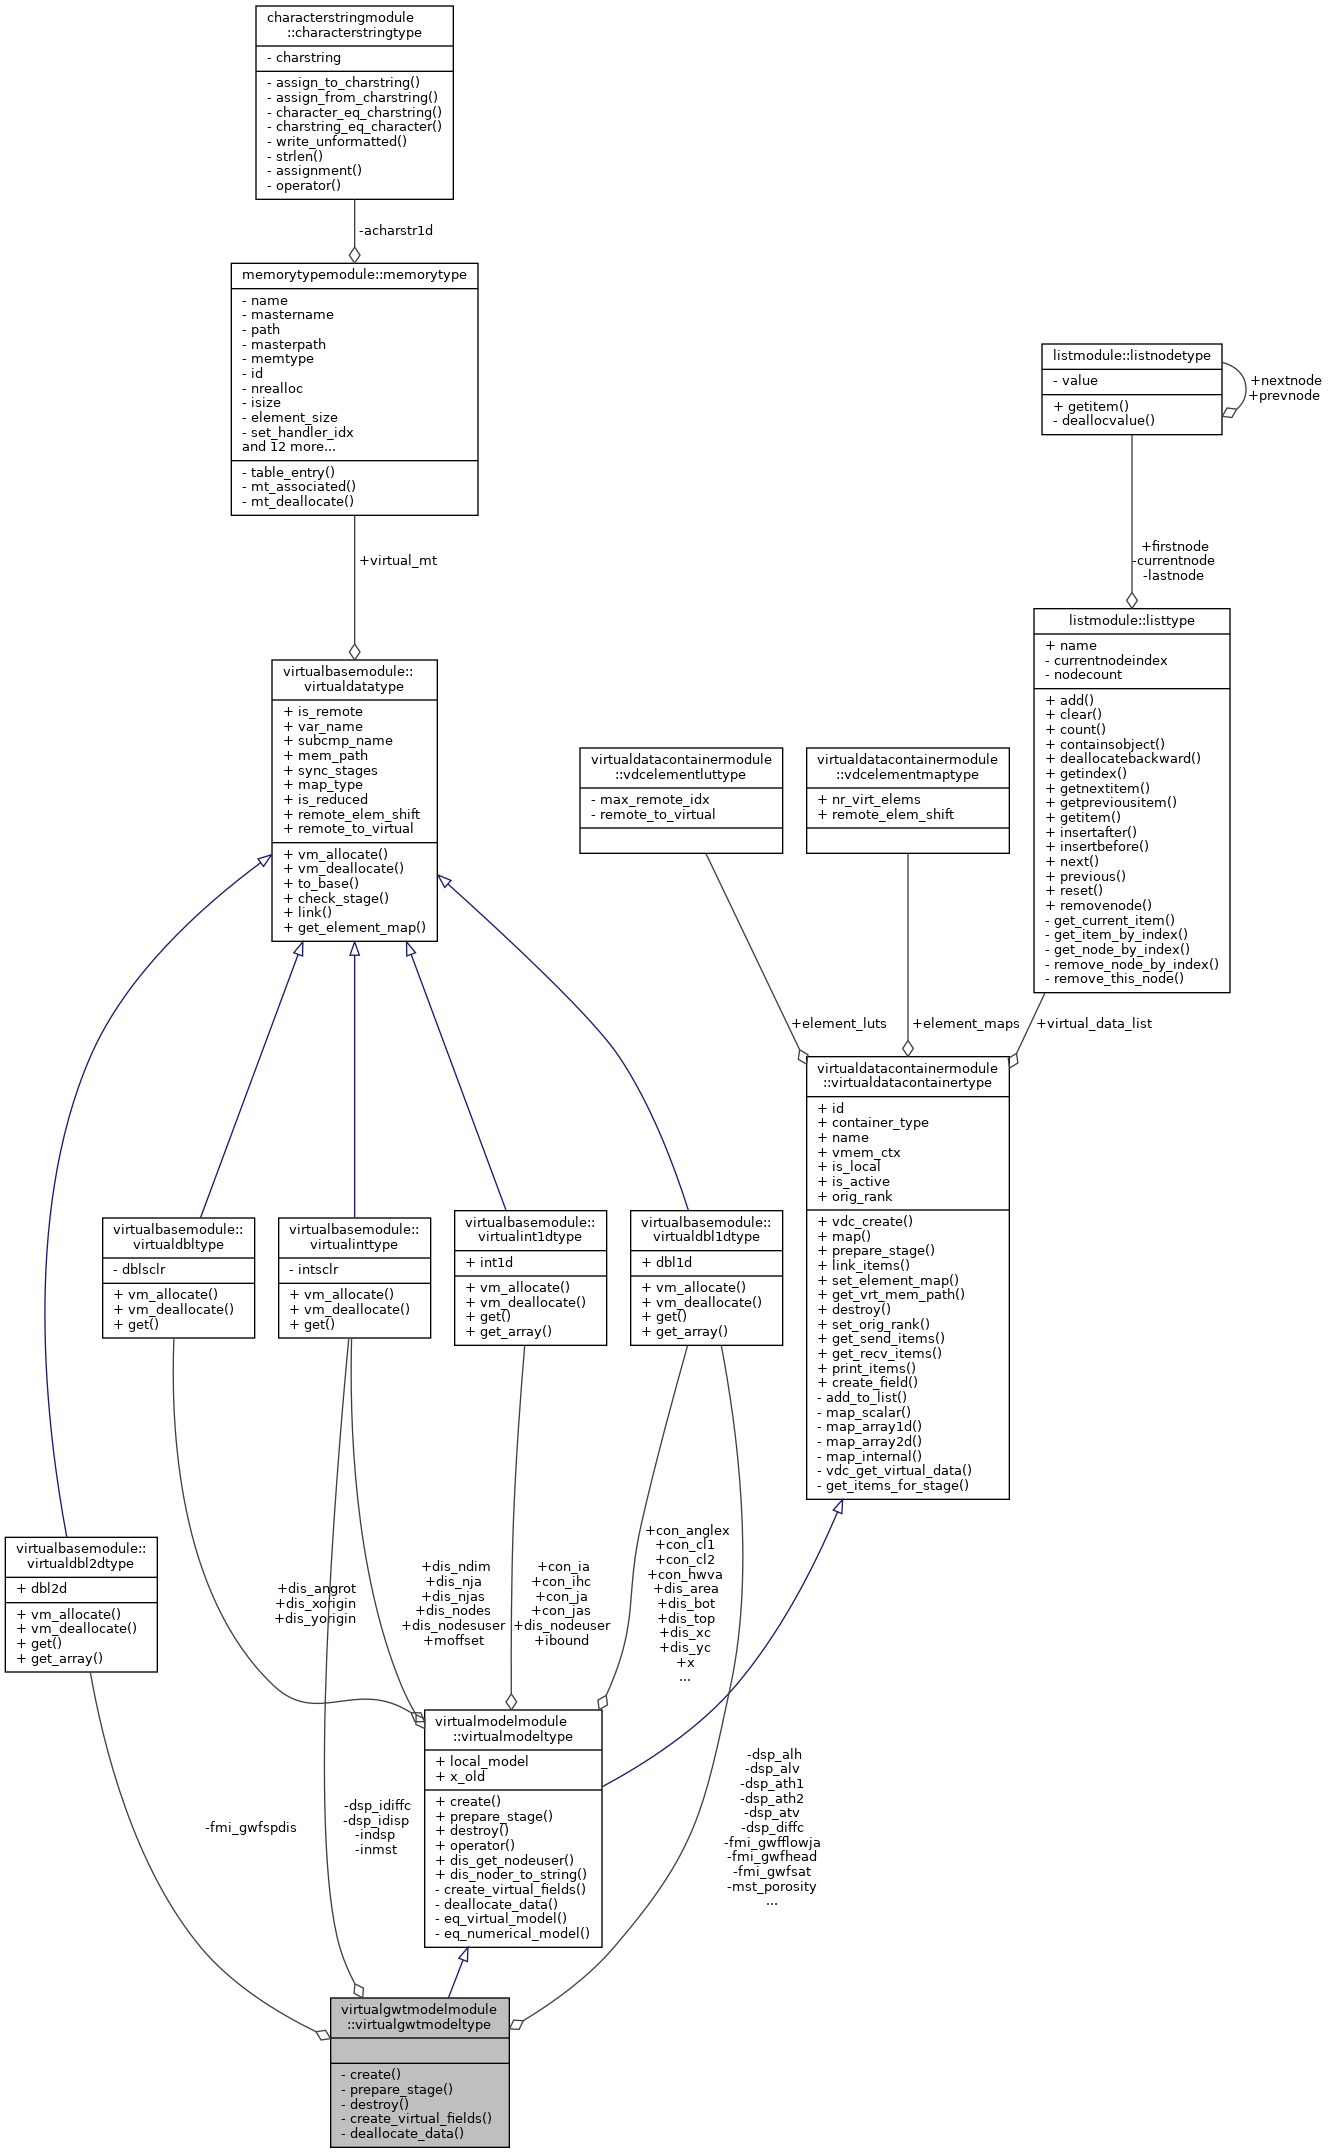 characterstringmodule
::characterstringtype
- charstring
- assign_to_charstring()
- assign_from_charstring()
- character_eq_charstring()
- charstring_eq_character()
- write_unformatted()
- strlen()
- assignment()
- operator()
-acharstr1d
memorytypemodule::memorytype
- name
- mastername
- path
- masterpath
- memtype
- id
- nrealloc
- isize
- element_size
- set_handler_idx
and 12 more...
- table_entry()
- mt_associated()
- mt_deallocate()
listmodule::listnodetype
- value
+ getitem()
- deallocvalue()
+nextnode
+prevnode
+virtual_mt
+firstnode
-currentnode
-lastnode
virtualbasemodule::
virtualdatatype
+ is_remote
+ var_name
+ subcmp_name
+ mem_path
+ sync_stages
+ map_type
+ is_reduced
+ remote_elem_shift
+ remote_to_virtual
+ vm_allocate()
+ vm_deallocate()
+ to_base()
+ check_stage()
+ link()
+ get_element_map()
virtualdatacontainermodule
::vdcelementluttype
- max_remote_idx
- remote_to_virtual
virtualdatacontainermodule
::vdcelementmaptype
+ nr_virt_elems
+ remote_elem_shift
listmodule::listtype
+ name
- currentnodeindex
- nodecount
+ add()
+ clear()
+ count()
+ containsobject()
+ deallocatebackward()
+ getindex()
+ getnextitem()
+ getpreviousitem()
+ getitem()
+ insertafter()
+ insertbefore()
+ next()
+ previous()
+ reset()
+ removenode()
- get_current_item()
- get_item_by_index()
- get_node_by_index()
- remove_node_by_index()
- remove_this_node()
+element_luts
+element_maps
+virtual_data_list
virtualdatacontainermodule
::virtualdatacontainertype
+ id
+ container_type
+ name
+ vmem_ctx
+ is_local
+ is_active
+ orig_rank
+ vdc_create()
+ map()
+ prepare_stage()
+ link_items()
+ set_element_map()
+ get_vrt_mem_path()
+ destroy()
+ set_orig_rank()
+ get_send_items()
+ get_recv_items()
+ print_items()
+ create_field()
- add_to_list()
- map_scalar()
- map_array1d()
- map_array2d()
- map_internal()
- vdc_get_virtual_data()
- get_items_for_stage()
virtualbasemodule::
virtualdbltype
- dblsclr
+ vm_allocate()
+ vm_deallocate()
+ get()
virtualbasemodule::
virtualinttype
- intsclr
+ vm_allocate()
+ vm_deallocate()
+ get()
virtualbasemodule::
virtualint1dtype
+ int1d
+ vm_allocate()
+ vm_deallocate()
+ get()
+ get_array()
virtualbasemodule::
virtualdbl1dtype
+ dbl1d
+ vm_allocate()
+ vm_deallocate()
+ get()
+ get_array()
virtualbasemodule::
virtualdbl2dtype
+ dbl2d
+ vm_allocate()
+ vm_deallocate()
+ get()
+ get_array()
+dis_angrot
+dis_xorigin
+dis_yorigin
+dis_ndim
+dis_nja
+dis_njas
+dis_nodes
+dis_nodesuser
+moffset
+con_ia
+con_ihc
+con_ja
+con_jas
+dis_nodeuser
+ibound
+con_anglex
+con_cl1
+con_cl2
+con_hwva
+dis_area
+dis_bot
+dis_top
+dis_xc
+dis_yc
+x
...
virtualmodelmodule
::virtualmodeltype
+ local_model
+ x_old
+ create()
+ prepare_stage()
+ destroy()
+ operator()
+ dis_get_nodeuser()
+ dis_noder_to_string()
- create_virtual_fields()
- deallocate_data()
- eq_virtual_model()
- eq_numerical_model()
-fmi_gwfspdis
-dsp_idiffc
-dsp_idisp
-indsp
-inmst
-dsp_alh
-dsp_alv
-dsp_ath1
-dsp_ath2
-dsp_atv
-dsp_diffc
-fmi_gwfflowja
-fmi_gwfhead
-fmi_gwfsat
-mst_porosity
...
virtualgwtmodelmodule
::virtualgwtmodeltype
- create()
- prepare_stage()
- destroy()
- create_virtual_fields()
- deallocate_data()